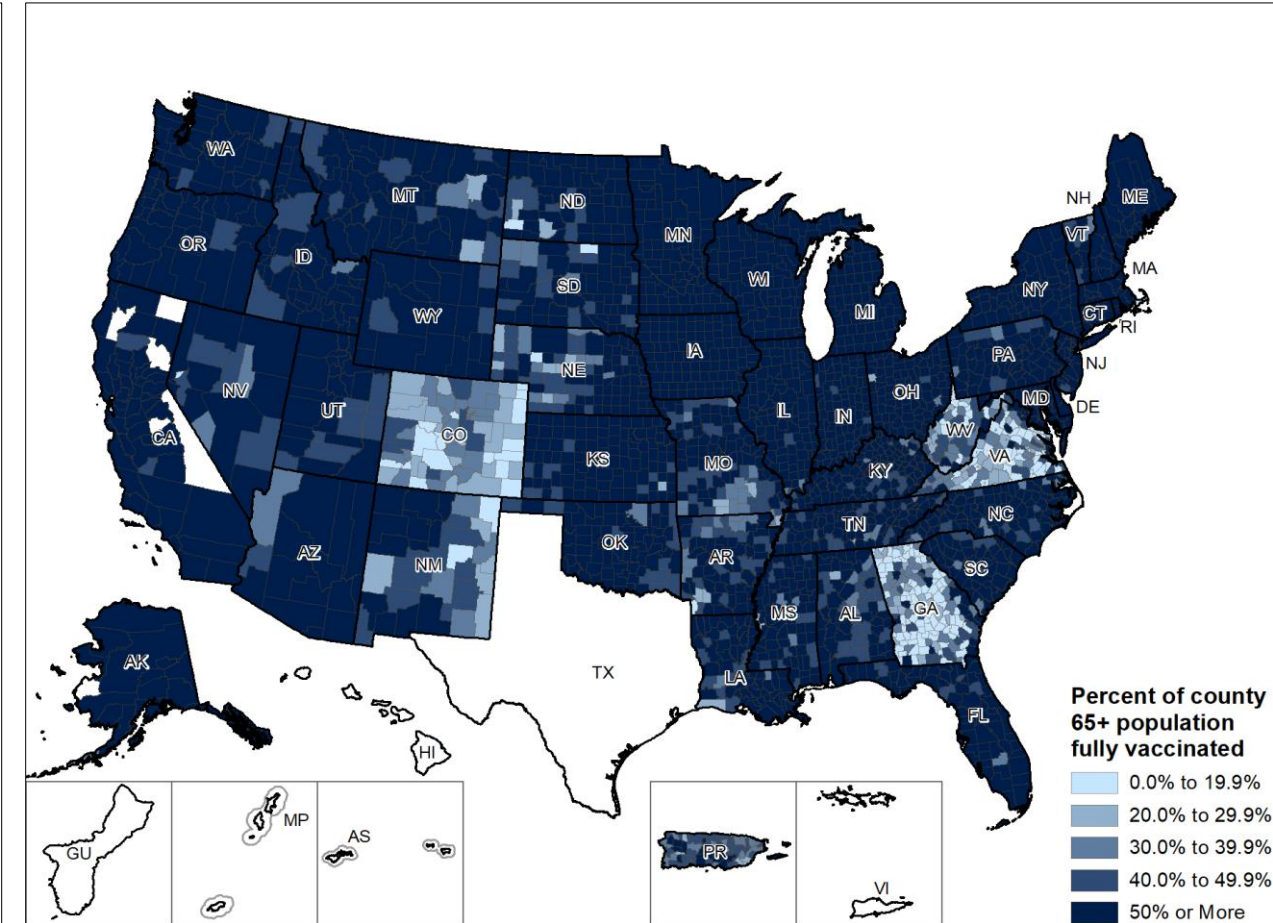 WA
MT
ND
MN
OR
ID
SD
WI
MI
NH
VT
ME
NY
MA
CT
RI
WY
IA
NE
PA
NJ
NV
UT
CO
IL
IN
OH
MD
DE
CA
KS
MO
WV
VA
KY
AZ
NM
OK
AR
TN
NC
SC
MS
AL
GA
AK
TX
LA
FL
HI
GU
MP
AS
PR
VI
Percent of county
65+ population
fully vaccinated
0.0% to 19.9%
20.0% to 29.9%
30.0% to 39.9%
40.0% to 49.9%
50% or More